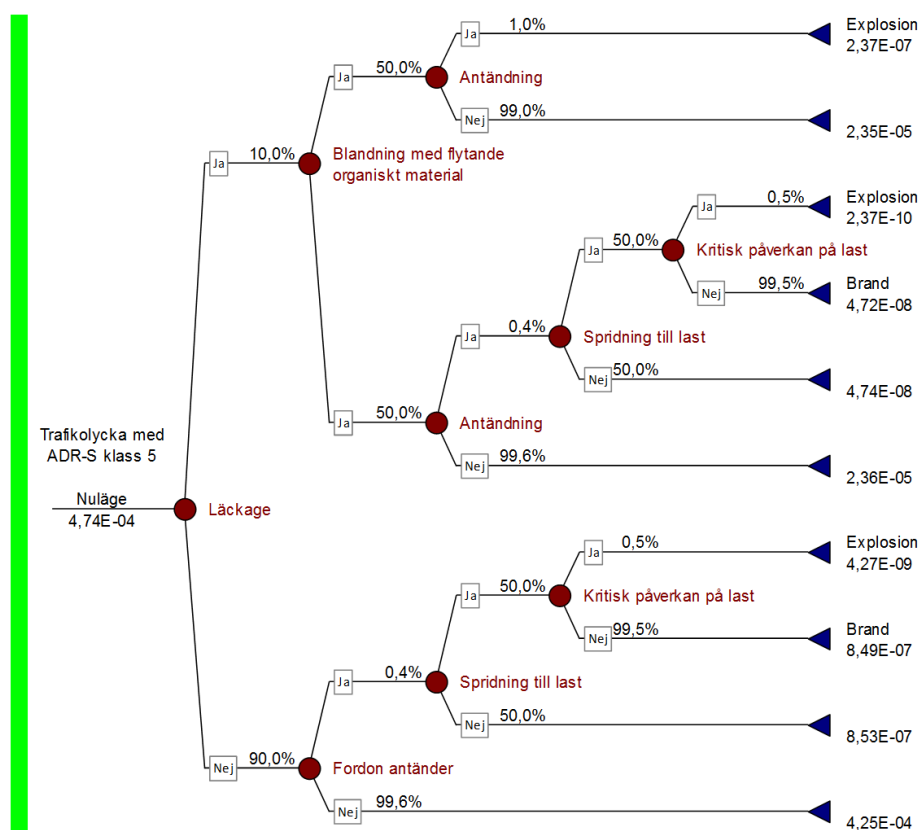 Ja 1,0% Explosion
2,37E-07
Ja 50,0% Antändning
Nej 99,0%
2,35E-05
Ja 10,0% Blandning med flytande
organiskt material
Ja 0,5% Explosion
2,37E-10
Ja 50,0% Kritisk påverkan på last
Nej 99,5% Brand
4,72E-08
Ja 0,4% Spridning till last
Nej 50,0%
4,74E-08
Ja 50,0% Antändning
Nej 99,6%
2,36E-05
Trafikolycka med
ADR-S klass 5
Nuläge
4,74E-04
Läckage
Ja 0,5% Explosion
4,27E-09
Ja 50,0% Kritisk påverkan på last
Nej 99,5% Brand
8,49E-07
Ja 0,4% Spridning till last
Nej 50,0%
8,53E-07
Nej 90,0% Fordon antänder
Nej 99,6%
4,25E-04